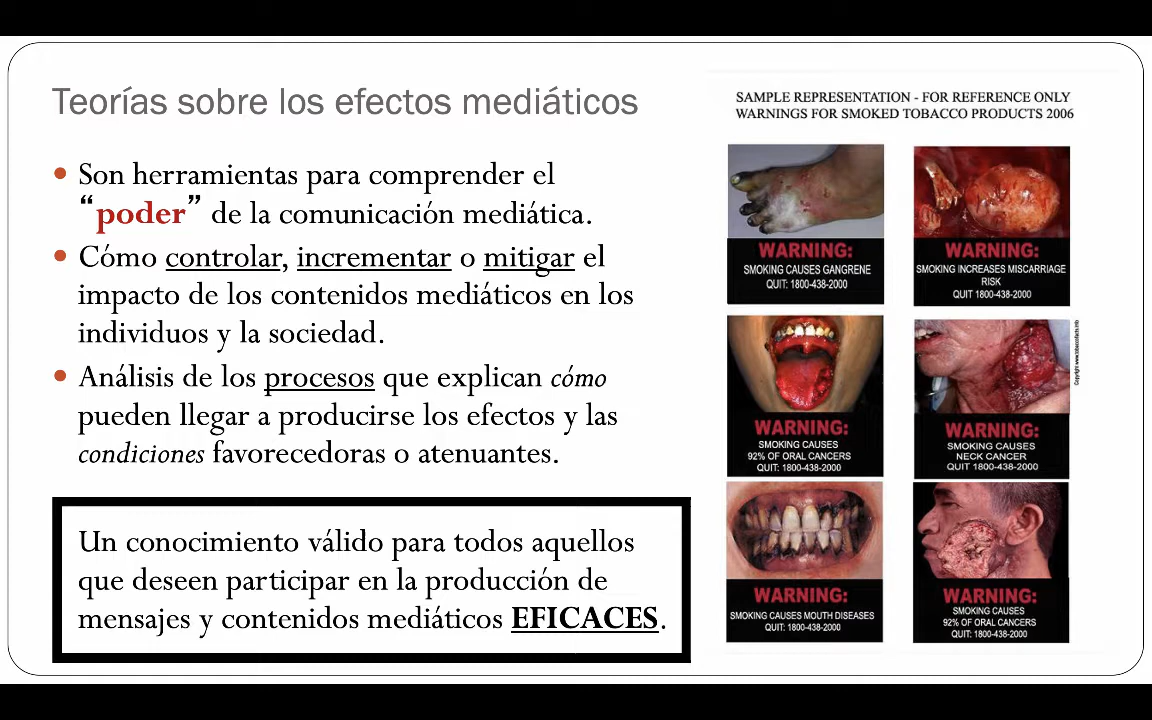 Teorías sobre los efectos mediáticos
• Son herramientas para comprender el
“poder” de la comunicación mediática.
• Cómo controlar, incrementar o mitigar el
impacto de los contenidos mediáticos en los
individuos y la sociedad.
• Análisis de los procesos que explican cómo
pueden llegar a producirse los efectos y las
condiciones favorecedoras o atenuantes.
Un conocimiento válido para todos aquellos
que deseen participar en la producción de
mensajes y contenidos mediáticos EFICACES.
SAMPLE REPRESENTATION - FOR REFERENCE ONLY
WARNINGS FOR SMOKED TOBACCO PRODUCTS 2006
WARNING:
SMOKING CAUSES GANGRENE
QUIT: 1800-438-2000
WARNING:
SMOKING INCREASES MISCARRIAGE
RISK
QUIT 1800-438-2000
WARNING:
SMOKING CAUSES
92% OF ORAL CANCERS
QUIT: 1800-438-2000
WARNING:
SMOKING CAUSES
NECK CANCER
QUIT 1800-438-2000
Copyright www.tobaccofacts.info
WARNING:
SMOKING CAUSES MOUTH DISEASES
QUIT: 1800-438-2000
WARNING:
SMOKING CAUSES
92% OF ORAL CANCERS
QUIT: 1800-438-2000